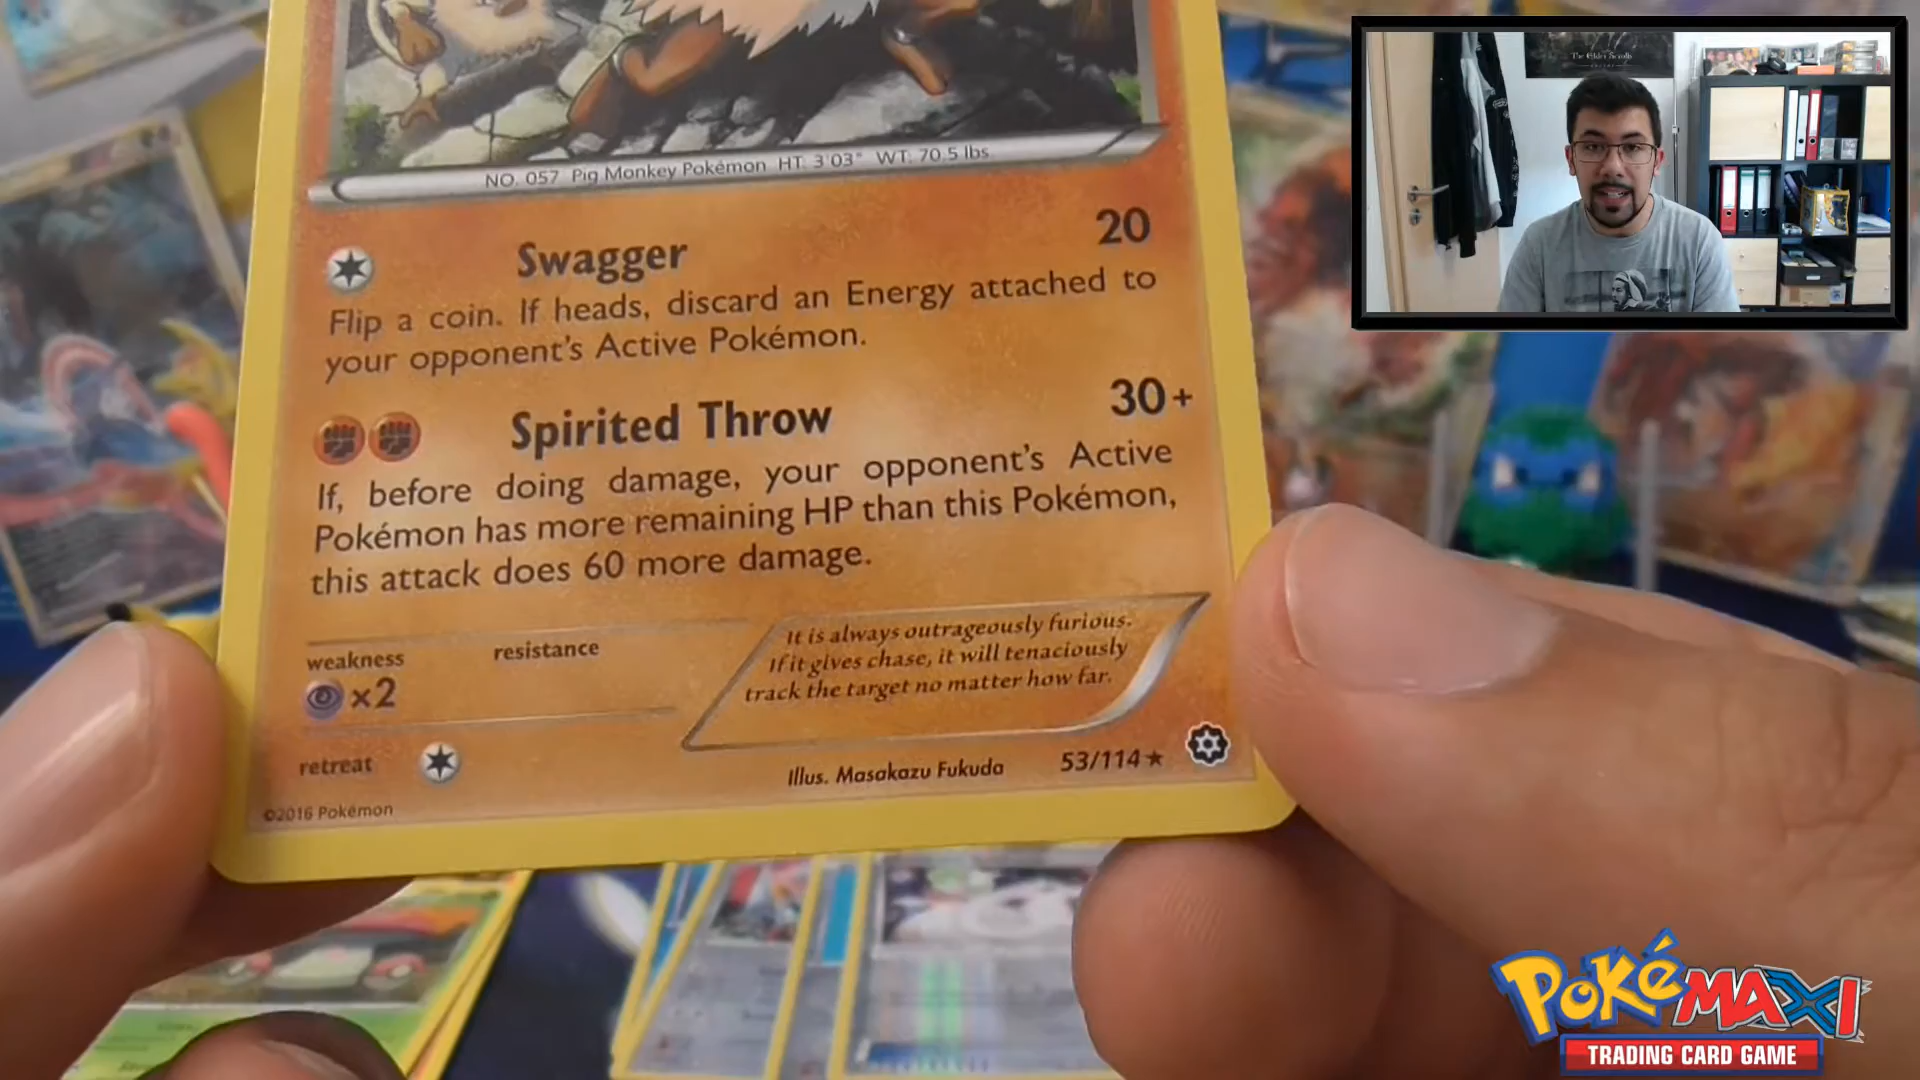 The Elder Scrolls
NO. 057 Pig Monkey Pokémon HT: 3'03" WT: 70.5 lbs
Swagger 20
Flip a coin. If heads, discard an Energy attached to
your opponent's Active Pokémon.
Spirited Throw 30+
If, before doing damage, your opponent's Active
Pokémon has more remaining HP than this Pokémon,
this attack does 60 more damage.
weakness resistance
×2
It is always outrageously furious.
If it gives chase, it will tenaciously
track the target no matter how far.
retreat
Illus. Masakazu Fukuda 53/114 ★
©2016 Pokémon
POKéMAXI
TRADING CARD GAME